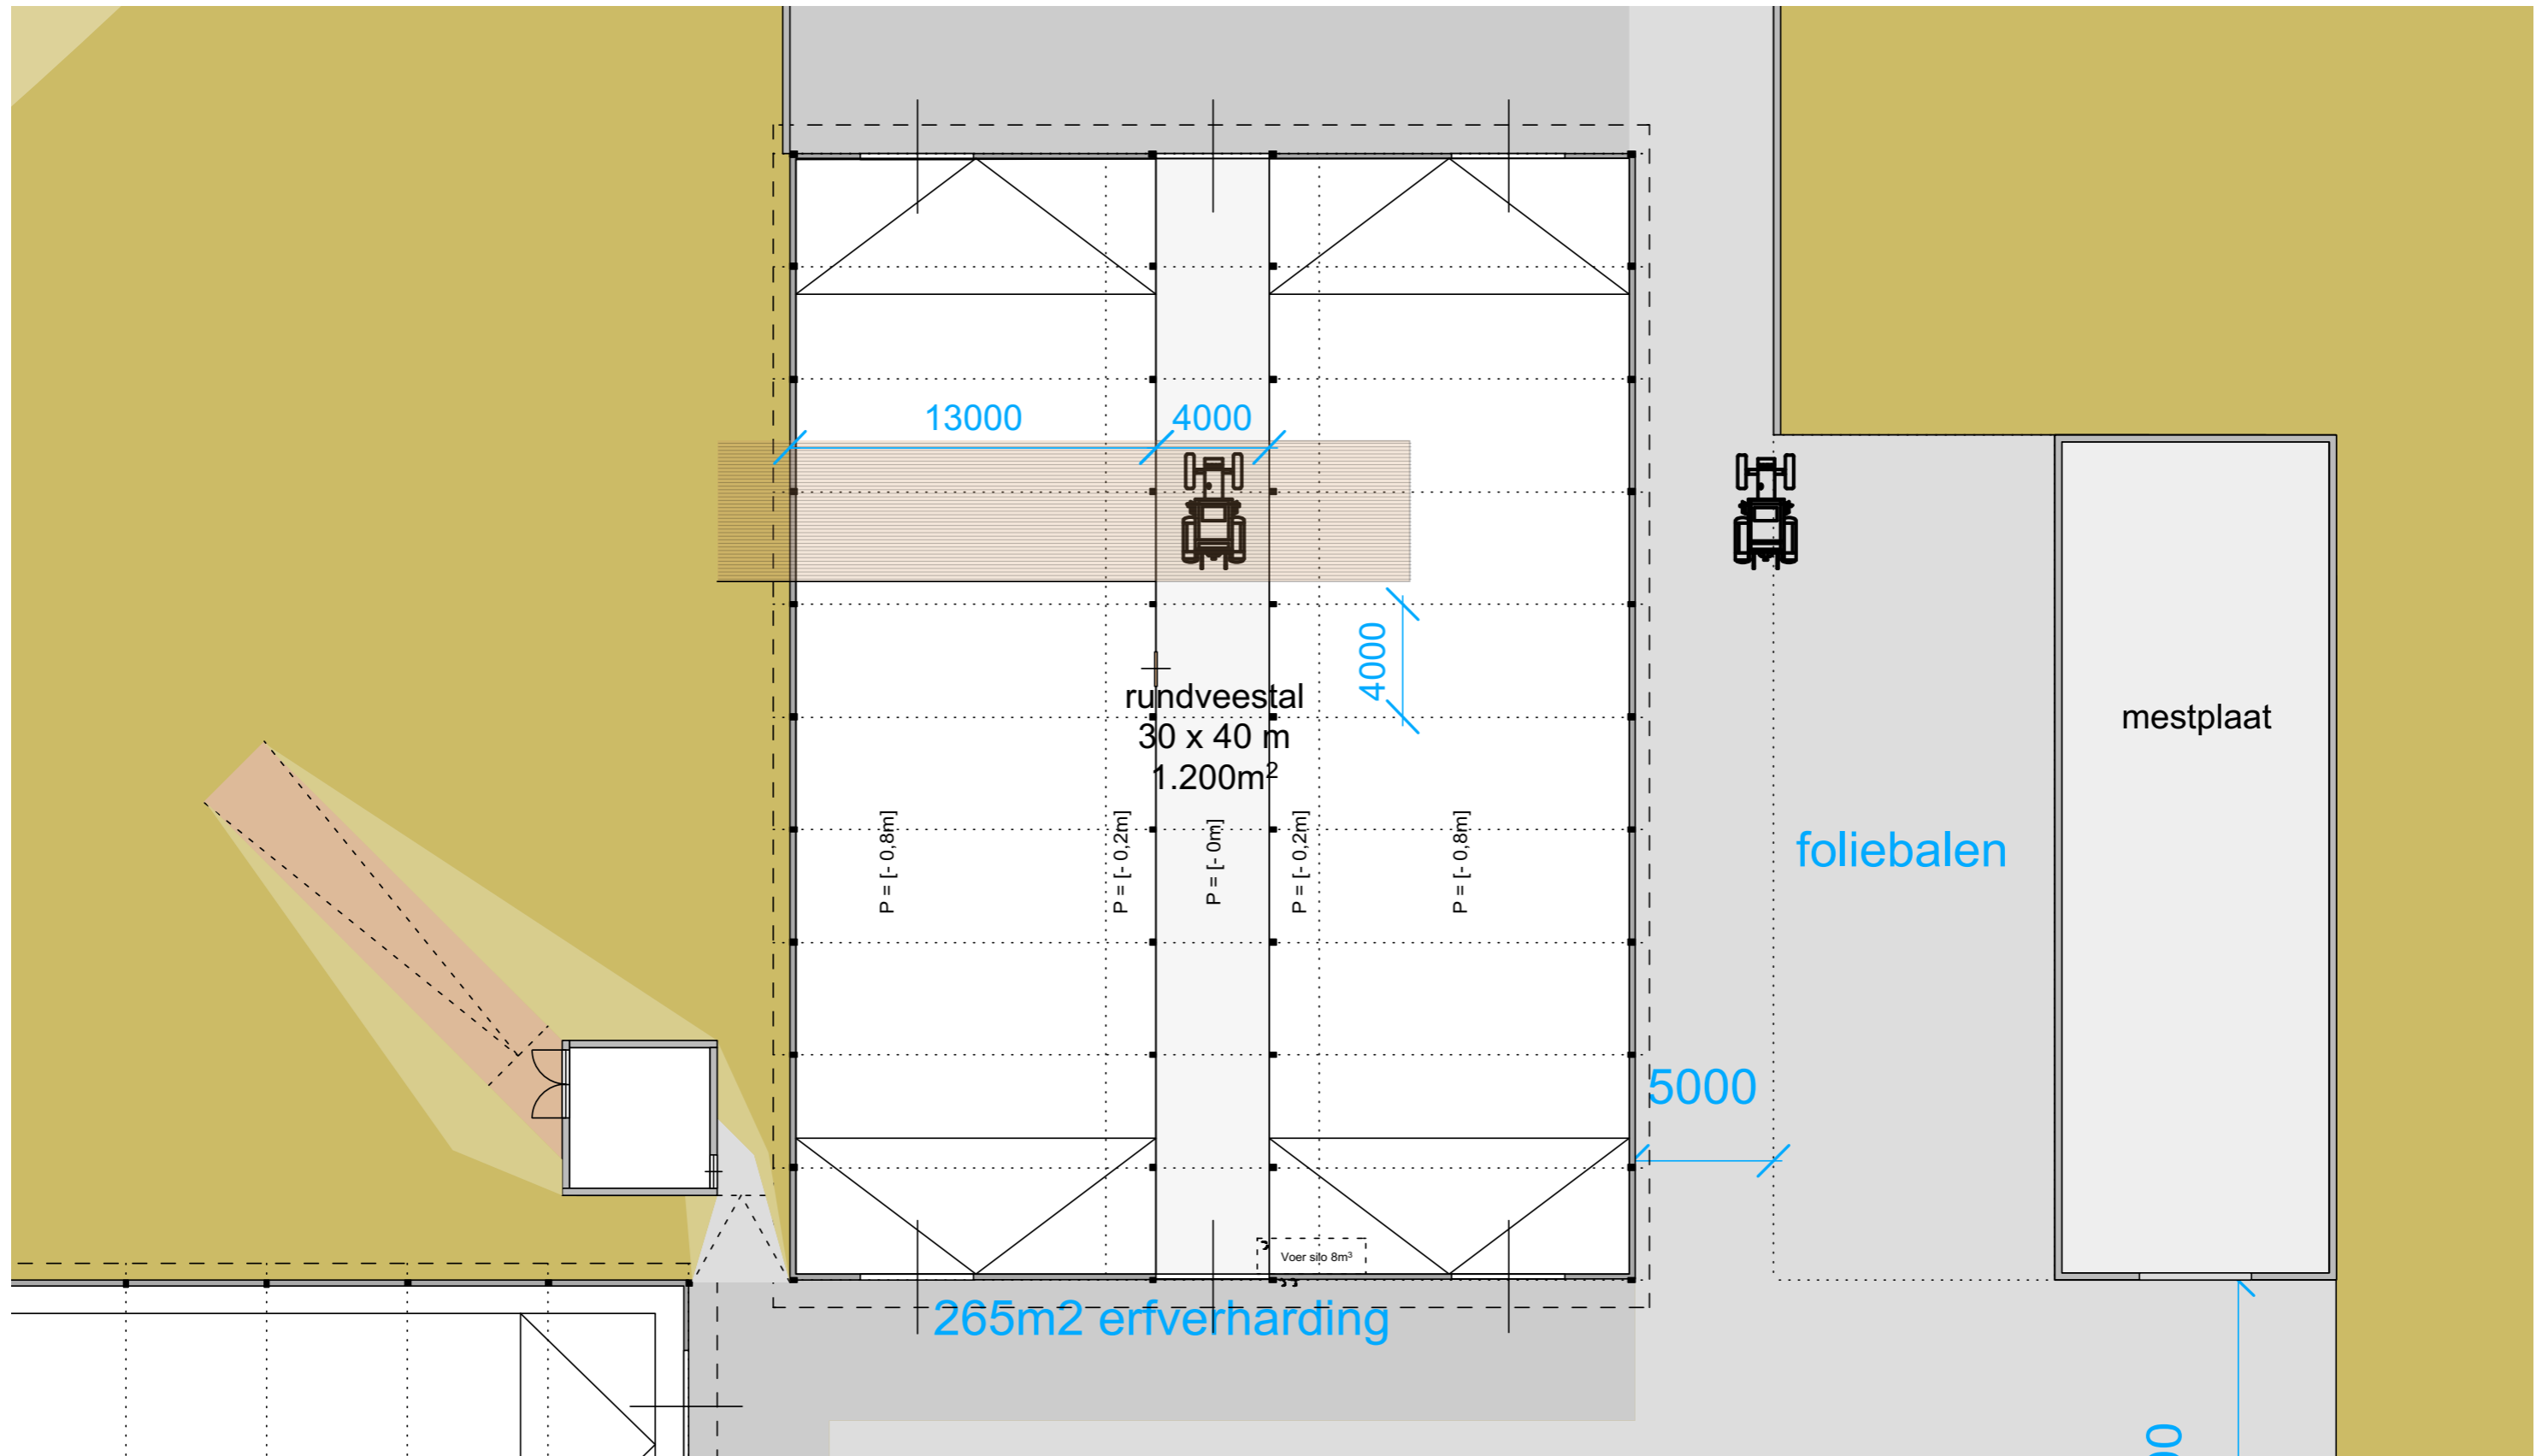 13000
4000
4000
rundveestal
30 x 40 m
1.200m²
mestplaat
P = [- 0,8m]
P = [- 0,2m]
P = [- 0m]
P = [- 0,2m]
P = [- 0,8m]
foliebalen
5000
Voer silo 8m³
265m2 erfverharding